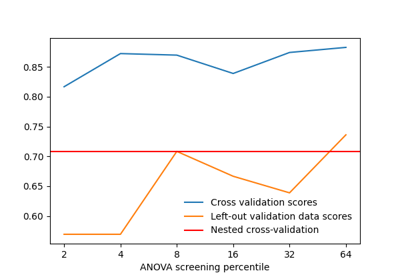 0.85
0.80
0.75
0.70
0.65
0.60
Cross validation scores
Left-out validation data scores
Nested cross-validation
2 4 8 16 32 64
ANOVA screening percentile